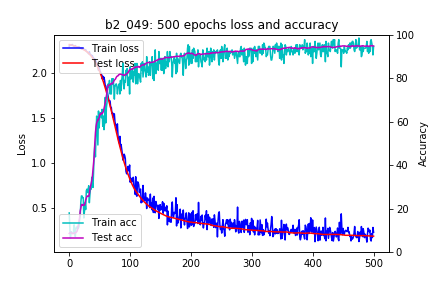 b2_049: 500 epochs loss and accuracy
Train loss
Test loss
Train acc
Test acc
Loss
2.0
1.5
1.0
0.5
Accuracy
100
80
60
40
20
0
0
100
200
300
400
500